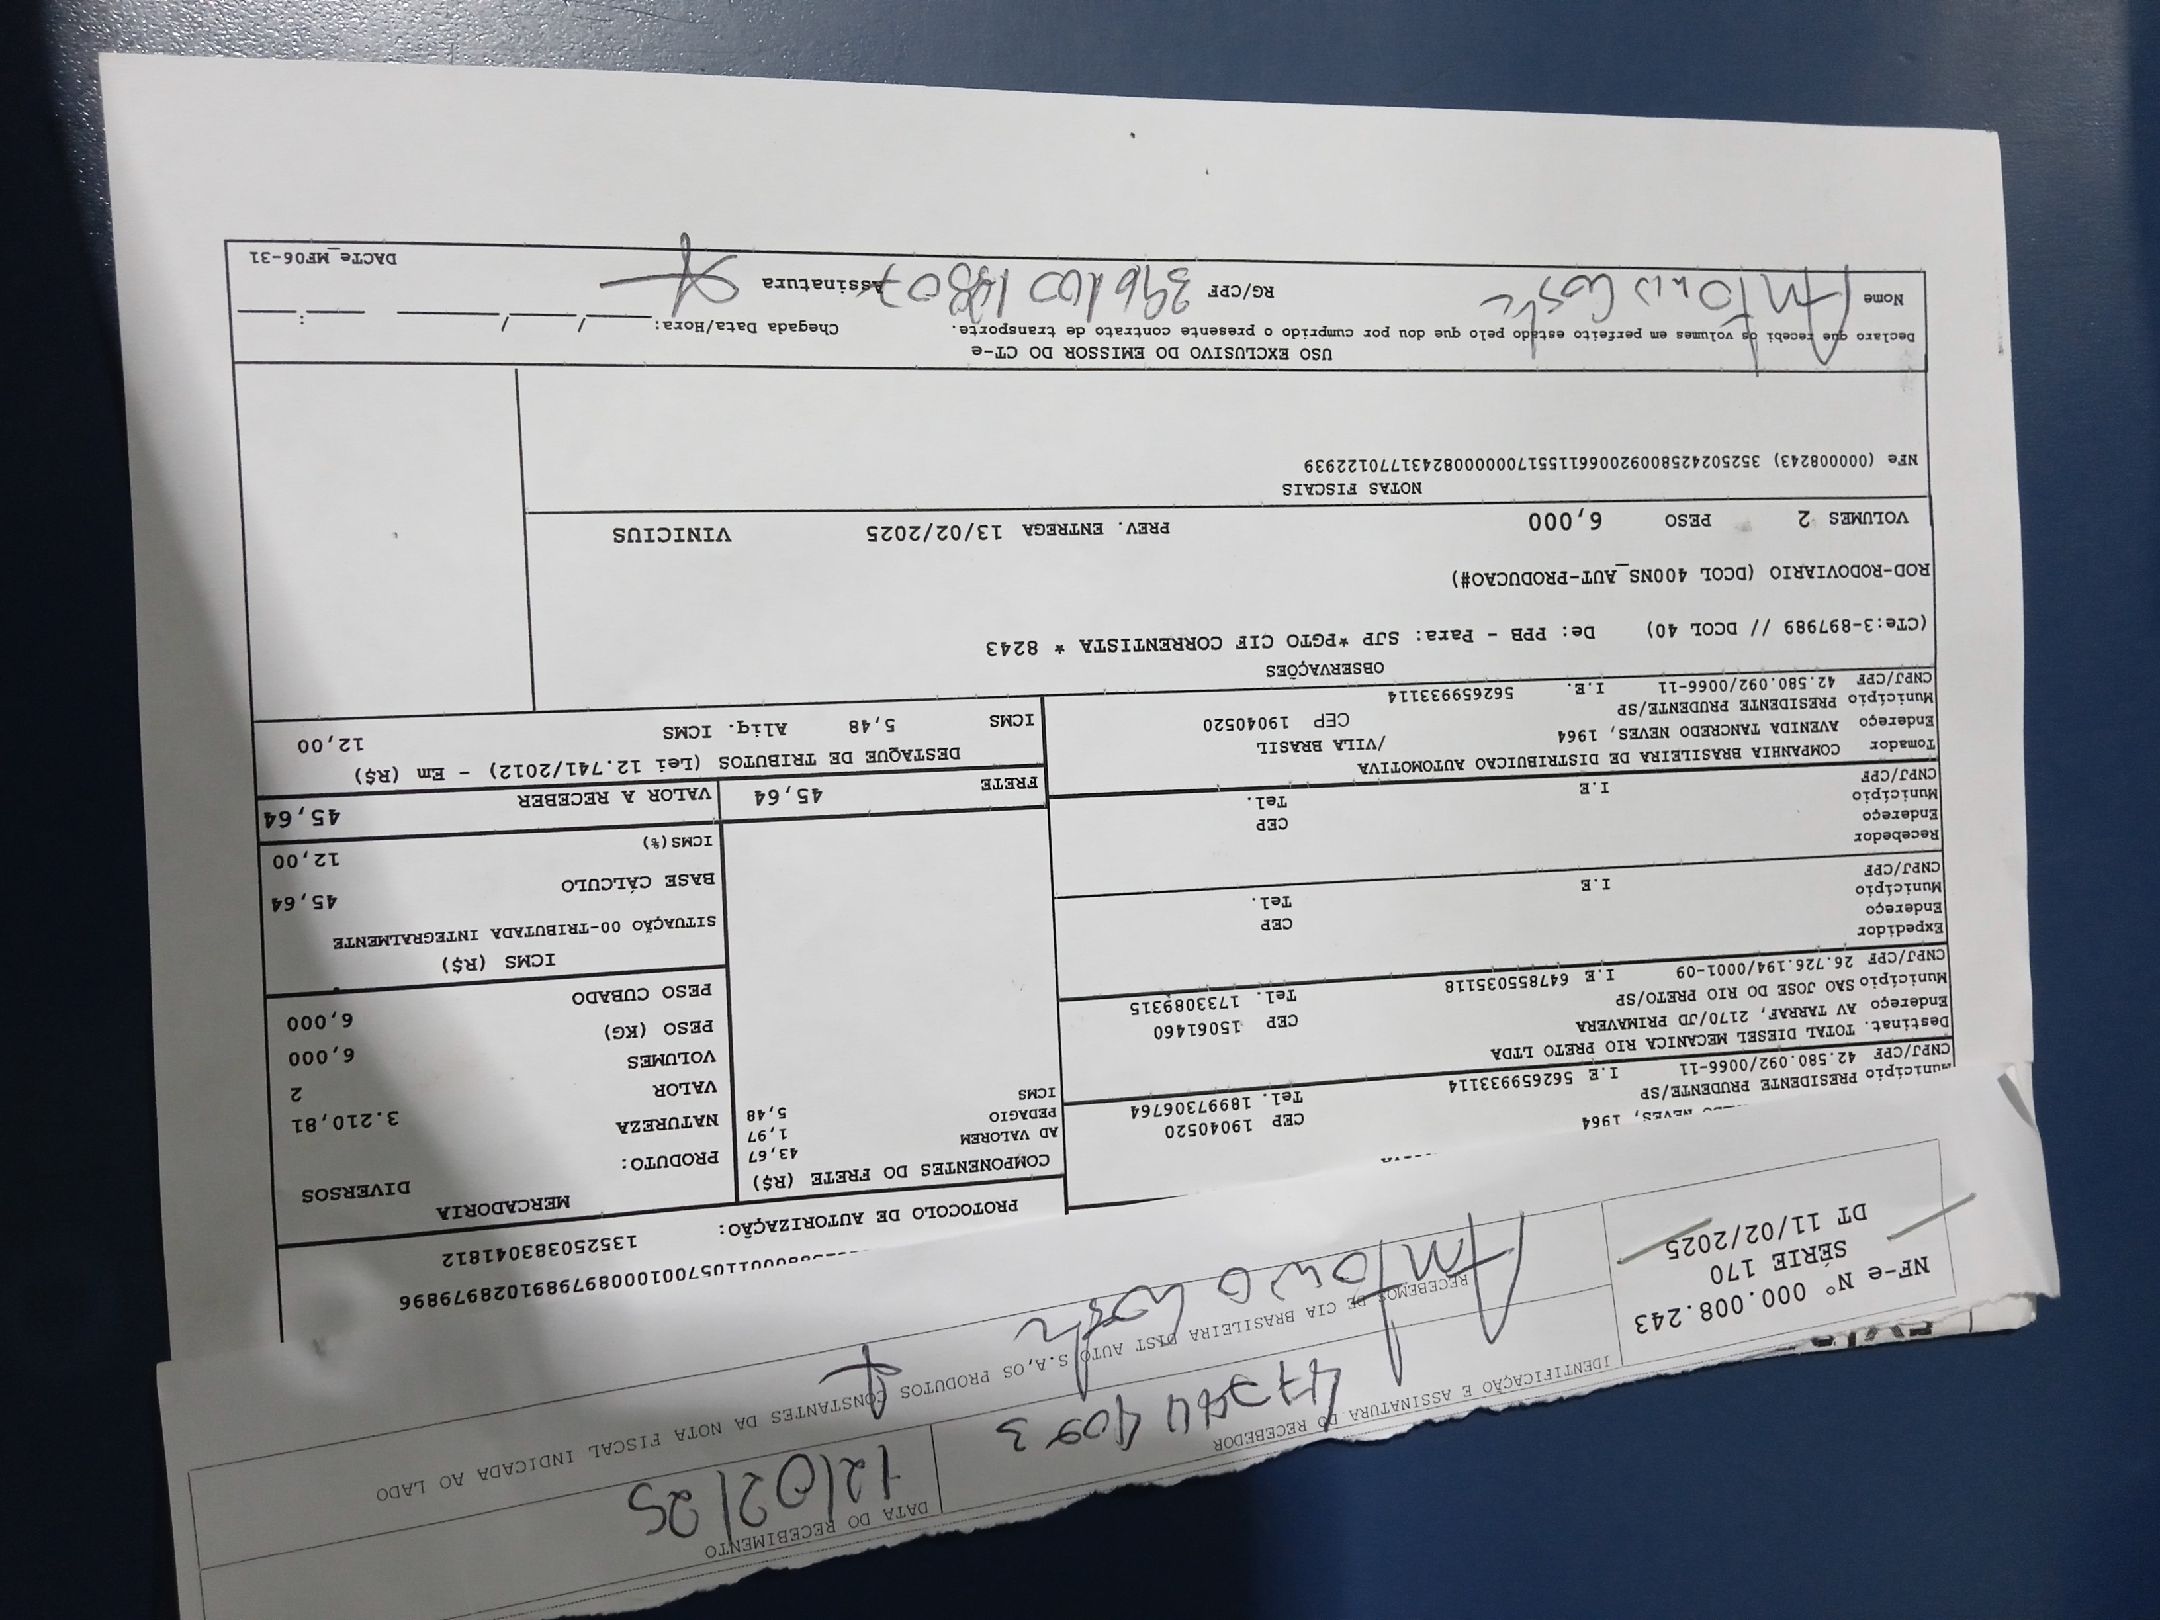 DATA DO RECEBIMENTO
12/02/25
IDENTIFICAÇÃO E ASSINATURA DO RECEBEDOR
RECEBEMOS DE CIA BRASILEIRA DIST AUTO S.A,OS PRODUTOS CONSTANTES DA NOTA FISCAL INDICADA AO LADO
NF-e N° 000.008.243
SÉRIE 170
DT 11/02/2025
PROTOCOLO DE AUTORIZAÇÃO: 135250383041812
NEVES, 1964 CEP 19040520
Município PRESIDENTE PRUDENTE/SP Tel. 18997306764
CNPJ/CPF 42.580.092/0066-11 I.E 56265933114
Destinat. TOTAL DIESEL MECANICA RIO PRETO LTDA
Endereço AV TARRAF, 2170/JD PRIMAVERA CEP 15061460
Município SAO JOSE DO RIO PRETO/SP Tel. 1733089315
CNPJ/CPF 26.726.194/0001-09 I.E 647855035118
Expedidor
Endereço CEP
Município Tel.
CNPJ/CPF I.E
Recebedor
Endereço CEP
Município Tel.
CNPJ/CPF I.E
Tomador COMPANHIA BRASILEIRA DE DISTRIBUICAO AUTOMOTIVA
Endereço AVENIDA TANCREDO NEVES, 1964 /VILA BRASIL
Município PRESIDENTE PRUDENTE/SP CEP 19040520
CNPJ/CPF 42.580.092/0066-11 I.E. 56265933114
COMPONENTES DO FRETE (R$)
AD VALOREM 43,67
PEDAGIO 1,97
ICMS 5,48
FRETE 45,64
MERCADORIA
PRODUTO: DIVERSOS
NATUREZA
VALOR 3.210,81
VOLUMES 2
PESO (KG) 6,000
PESO CUBADO 6,000
ICMS (R$)
SITUAÇÃO 00-TRIBUTADA INTEGRALMENTE
BASE CÁLCULO 45,64
ICMS(%) 12,00
VALOR A RECEBER 45,64
DESTAQUE DE TRIBUTOS (Lei 12.741/2012) - Em (R$)
ICMS 5,48 Aliq. ICMS 12,00
OBSERVAÇÕES
(CTe:3-897989 // DCOL 40) De: PPB - Para: SJP *PGTO CIF CORRENTISTA * 8243
ROD-RODOVIARIO (DCOL 400NS_AUT-PRODUCAO#)
VOLUMES 2 PESO 6,000 PREV. ENTREGA 13/02/2025 VINICIUS
NOTAS FISCAIS
NFe (000008243) 35250242580092006611551700000082431770122939
USO EXCLUSIVO DO EMISSOR DO CT-e
Declaro que recebi os volumes em perfeito estado pelo que dou por cumprido o presente contrato de transporte. Chegada Data/Hora: ___/___/___ ___:___
Nome RG/CPF Assinatura
DACTe_MF06-31